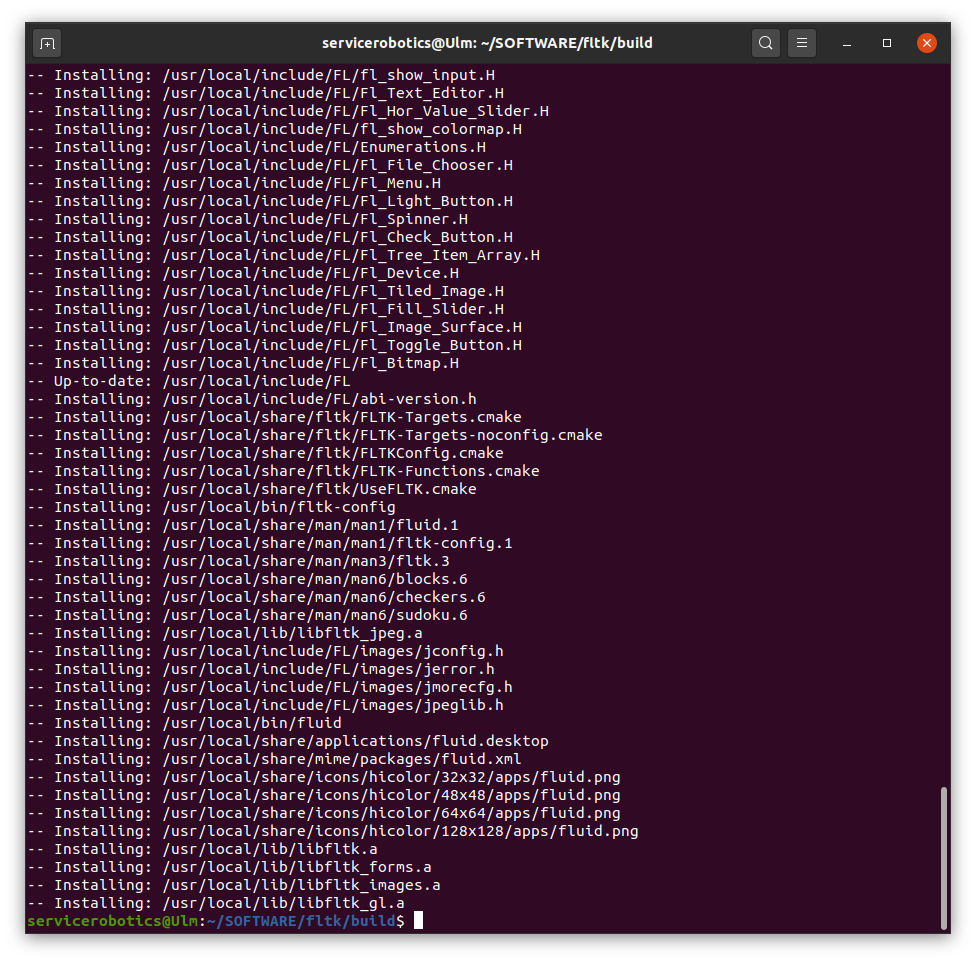 servicerobotics@Ulm: ~/SOFTWARE/fltk/build
-- Installing: /usr/local/include/FL/fl_show_input.H
-- Installing: /usr/local/include/FL/Fl_Text_Editor.H
-- Installing: /usr/local/include/FL/Fl_Hor_Value_Slider.H
-- Installing: /usr/local/include/FL/fl_show_colormap.H
-- Installing: /usr/local/include/FL/Enumerations.H
-- Installing: /usr/local/include/FL/Fl_File_Chooser.H
-- Installing: /usr/local/include/FL/Fl_Menu.H
-- Installing: /usr/local/include/FL/Fl_Light_Button.H
-- Installing: /usr/local/include/FL/Fl_Spinner.H
-- Installing: /usr/local/include/FL/Fl_Check_Button.H
-- Installing: /usr/local/include/FL/Fl_Tree_Item_Array.H
-- Installing: /usr/local/include/FL/Fl_Device.H
-- Installing: /usr/local/include/FL/Fl_Tiled_Image.H
-- Installing: /usr/local/include/FL/Fl_Fill_Slider.H
-- Installing: /usr/local/include/FL/Fl_Image_Surface.H
-- Installing: /usr/local/include/FL/Fl_Toggle_Button.H
-- Installing: /usr/local/include/FL/Fl_Bitmap.H
-- Up-to-date: /usr/local/include/FL
-- Installing: /usr/local/include/FL/abi-version.h
-- Installing: /usr/local/share/fltk/FLTK-Targets.cmake
-- Installing: /usr/local/share/fltk/FLTK-Targets-noconfig.cmake
-- Installing: /usr/local/share/fltk/FLTKConfig.cmake
-- Installing: /usr/local/share/fltk/FLTK-Functions.cmake
-- Installing: /usr/local/share/fltk/UseFLTK.cmake
-- Installing: /usr/local/bin/fltk-config
-- Installing: /usr/local/share/man/man1/fluid.1
-- Installing: /usr/local/share/man/man1/fltk-config.1
-- Installing: /usr/local/share/man/man3/fltk.3
-- Installing: /usr/local/share/man/man6/blocks.6
-- Installing: /usr/local/share/man/man6/checkers.6
-- Installing: /usr/local/share/man/man6/sudoku.6
-- Installing: /usr/local/lib/libfltk_jpeg.a
-- Installing: /usr/local/include/FL/images/jconfig.h
-- Installing: /usr/local/include/FL/images/jerror.h
-- Installing: /usr/local/include/FL/images/jmorecfg.h
-- Installing: /usr/local/include/FL/images/jpeglib.h
-- Installing: /usr/local/bin/fluid
-- Installing: /usr/local/share/applications/fluid.desktop
-- Installing: /usr/local/share/mime/packages/fluid.xml
-- Installing: /usr/local/share/icons/hicolor/32x32/apps/fluid.png
-- Installing: /usr/local/share/icons/hicolor/48x48/apps/fluid.png
-- Installing: /usr/local/share/icons/hicolor/64x64/apps/fluid.png
-- Installing: /usr/local/share/icons/hicolor/128x128/apps/fluid.png
-- Installing: /usr/local/lib/libfltk.a
-- Installing: /usr/local/lib/libfltk_forms.a
-- Installing: /usr/local/lib/libfltk_images.a
-- Installing: /usr/local/lib/libfltk_gl.a
servicerobotics@Ulm:~/SOFTWARE/fltk/build$